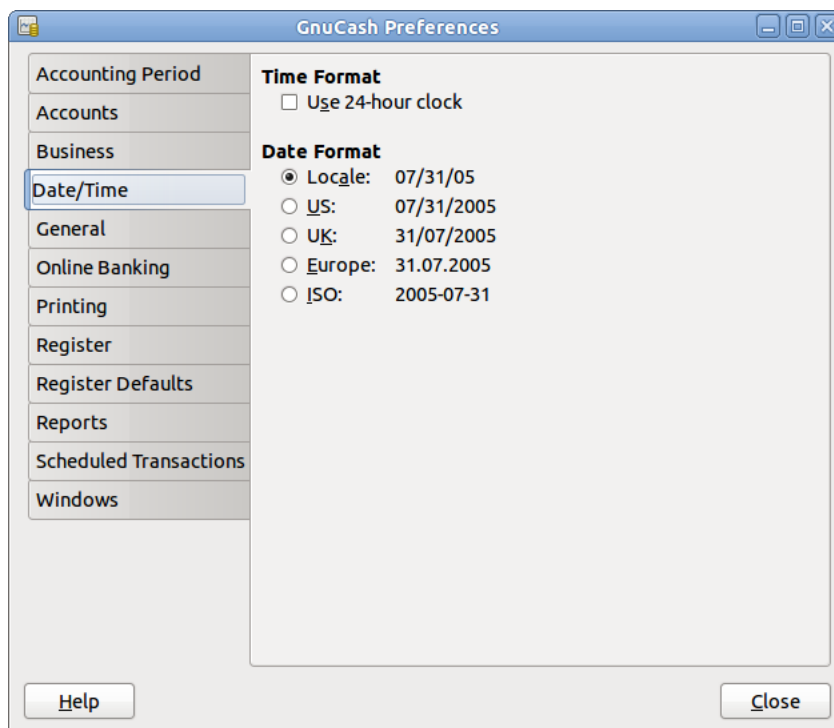 GnuCash Preferences
Accounting Period
Accounts
Business
Date/Time
General
Online Banking
Printing
Register
Register Defaults
Reports
Scheduled Transactions
Windows
Time Format
Use 24-hour clock
Date Format
Locale: 07/31/05
US: 07/31/2005
UK: 31/07/2005
Europe: 31.07.2005
ISO: 2005-07-31
Help
Close